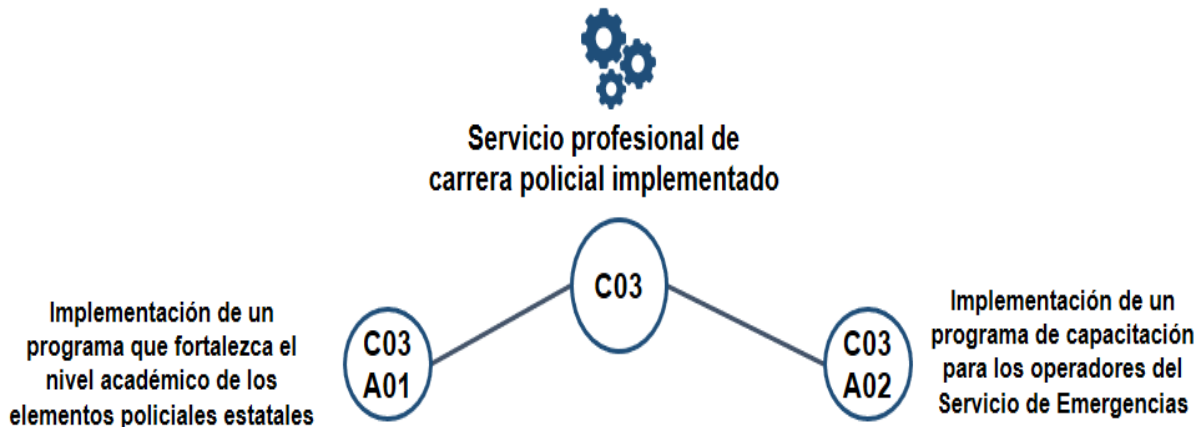 Servicio profesional de
carrera policial implementado
C03
Implementación de un
programa que fortalezca el
nivel académico de los
elementos policiales estatales
C03
A01
C03
A02
Implementación de un
programa de capacitación
para los operadores del
Servicio de Emergencias